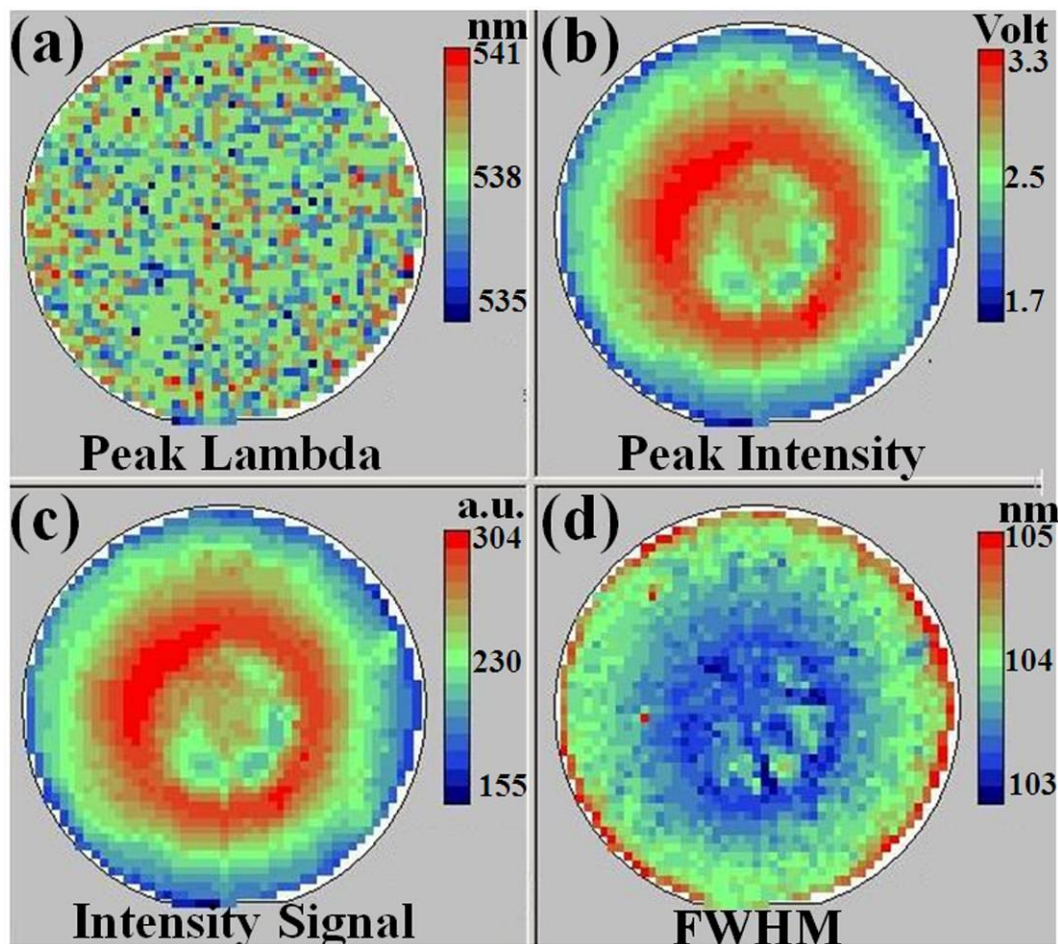 (a)
nm
541
538
535
Peak Lambda
(b)
Volt
3.3
2.5
1.7
Peak Intensity
(c)
a.u.
304
230
155
Intensity Signal
(d)
nm
105
104
103
FWHM